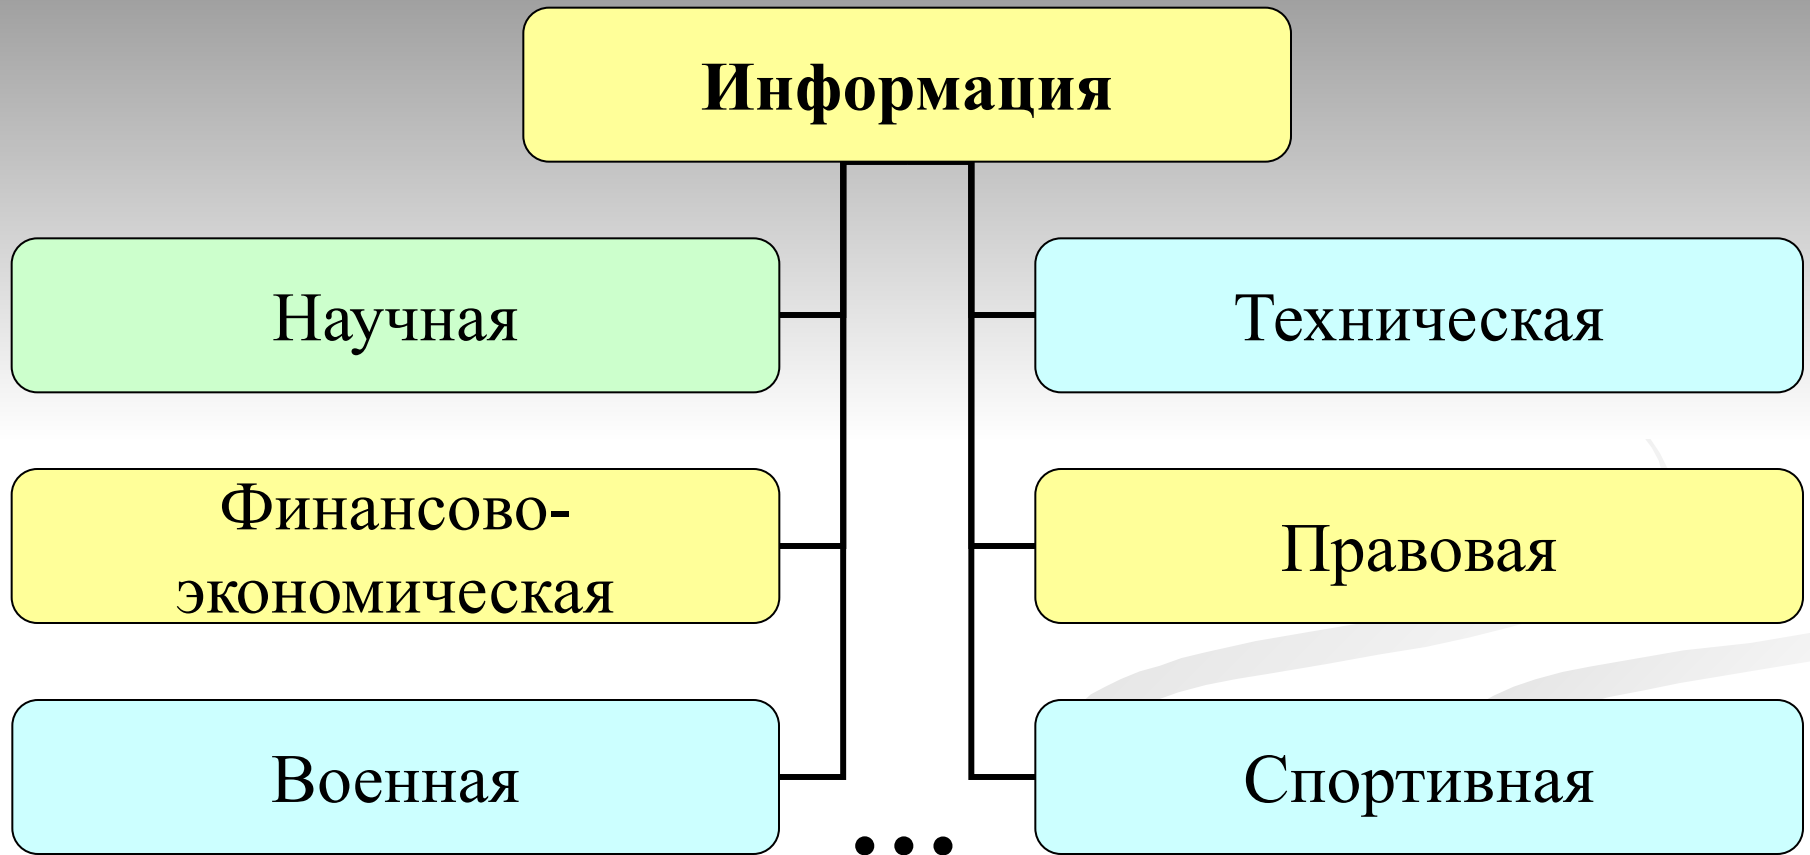 Информация
Научная
Техническая
Финансово-
экономическая
Правовая
Военная
Спортивная
...